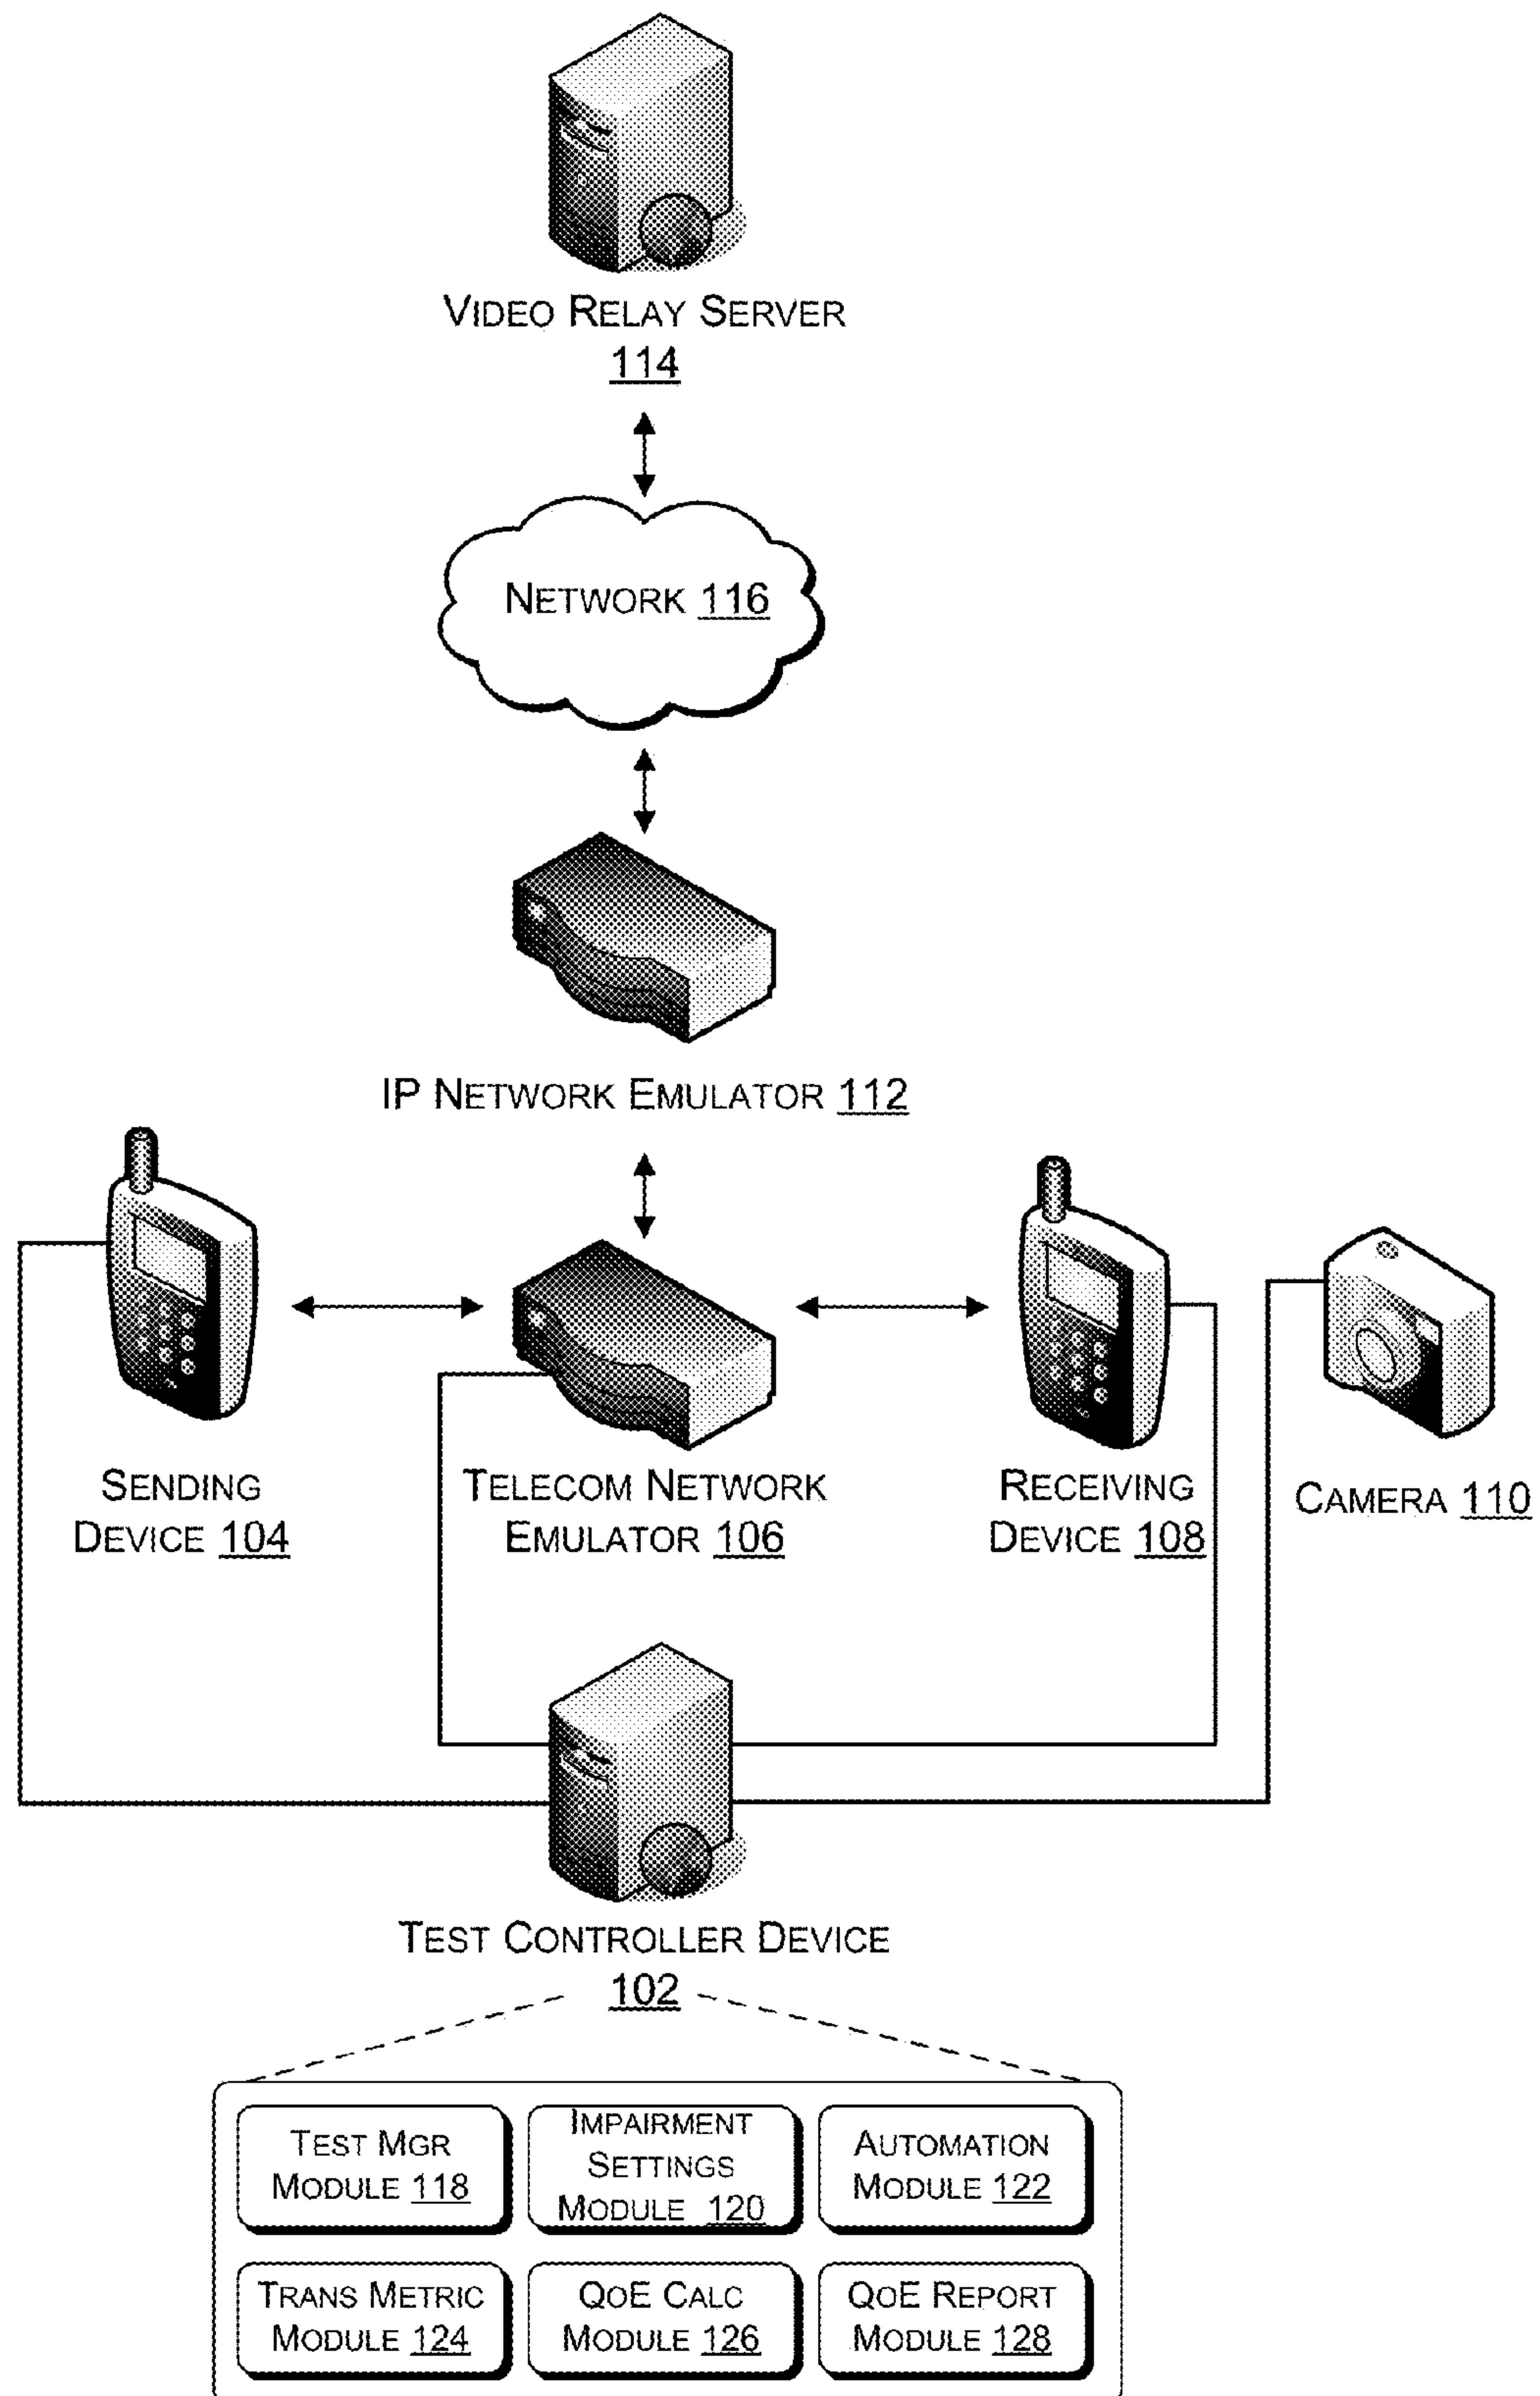 VIDEO RELAY SERVER
114
NETWORK 116
IP NETWORK EMULATOR 112
SENDING
DEVICE 104
TELECOM NETWORK
EMULATOR 106
RECEIVING
DEVICE 108
CAMERA 110
TEST CONTROLLER DEVICE
102
TEST MGR
MODULE 118
IMPAIRMENT
SETTINGS
MODULE 120
AUTOMATION
MODULE 122
TRANS METRIC
MODULE 124
QOE CALC
MODULE 126
QOE REPORT
MODULE 128